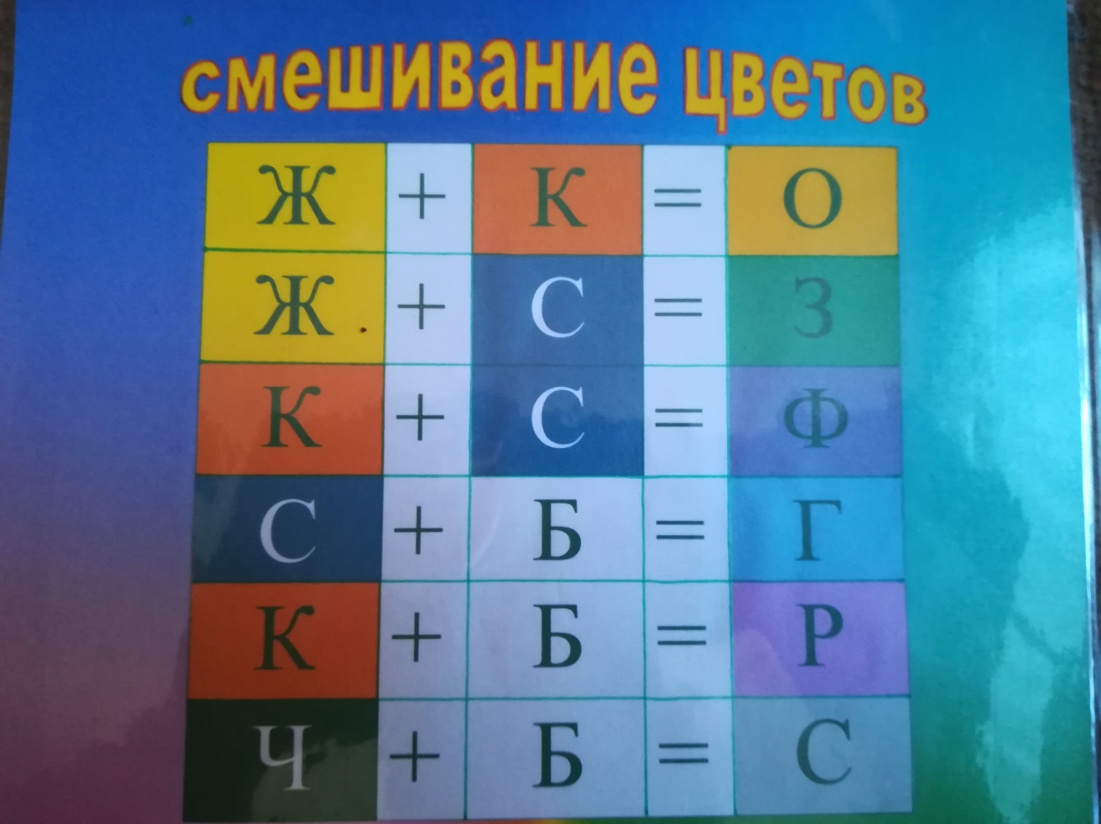 смешивание цветов
Ж + К = О
Ж + С = З
К + С = Ф
С + Б = Г
К + Б = Р
Ч + Б = С